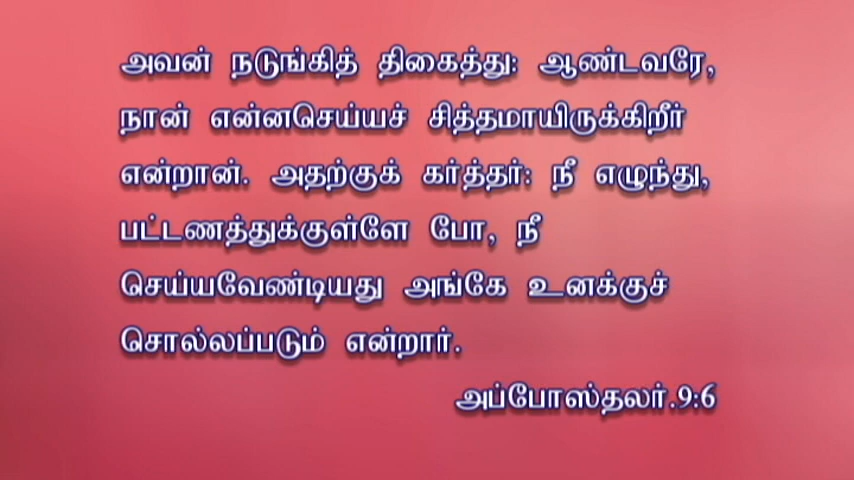 அவன் நடுங்கித் திகைத்து: ஆண்டவரே,
நான் என்னசெய்யச் சித்தமாயிருக்கிறீர்
என்றான். அதற்குக் கர்த்தர்: நீ எழுந்து,
பட்டணத்துக்குள்ளே போ, நீ
செய்யவேண்டியது அங்கே உனக்குச்
சொல்லப்படும் என்றார்.
அப்போஸ்தலர்.9:6